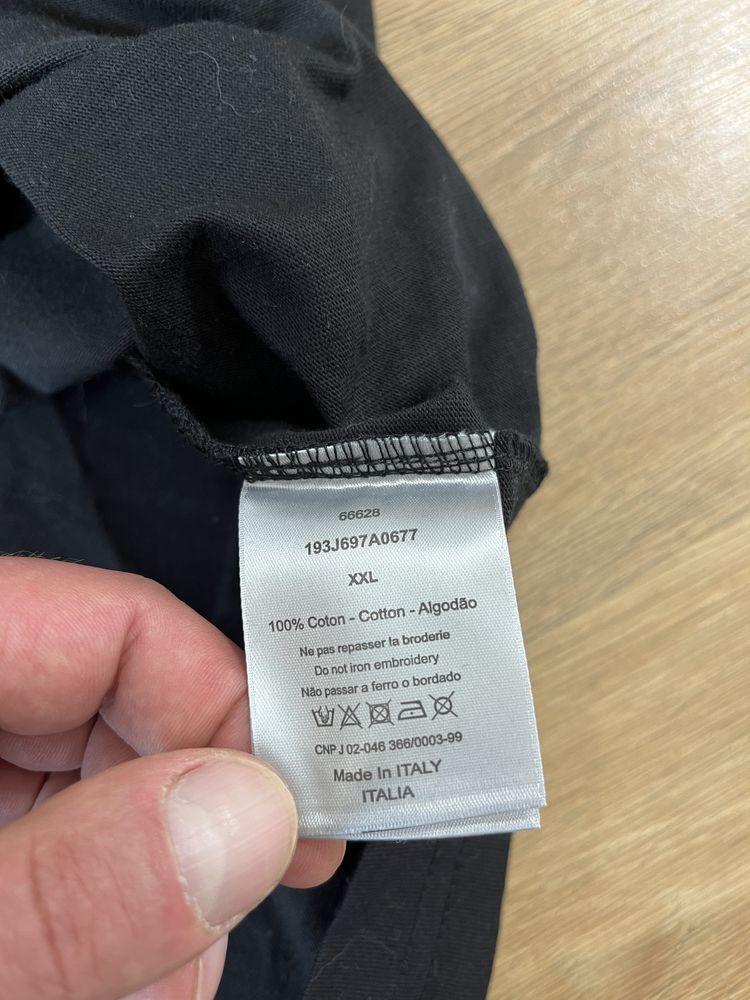 66628
193J697A0677
XXL
100% Coton - Cotton - Algodão
Ne pas repasser la broderie
Do not iron embroidery
Não passar a ferro o bordado
CNPJ 02-046 366/0003-99
Made In ITALY
ITALIA